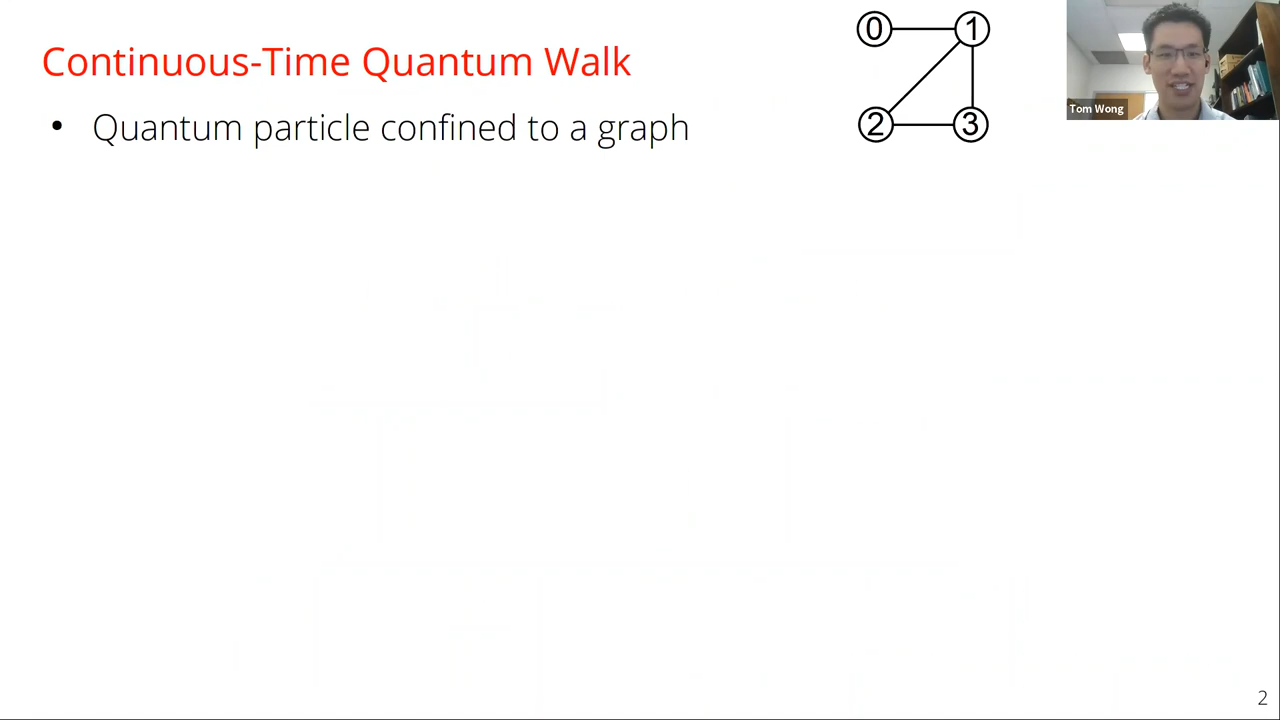 Continuous-Time Quantum Walk
• Quantum particle confined to a graph
0 1
2 3
Tom Wong
2